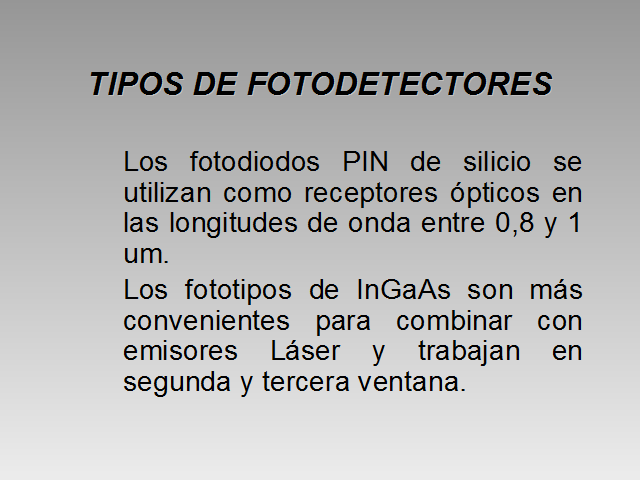 TIPOS DE FOTODETECTORES
Los fotodiodos PIN de silicio se
utilizan como receptores ópticos en
las longitudes de onda entre 0,8 y 1
um.
Los fototipos de InGaAs son más
convenientes para combinar con
emisores Láser y trabajan en
segunda y tercera ventana.